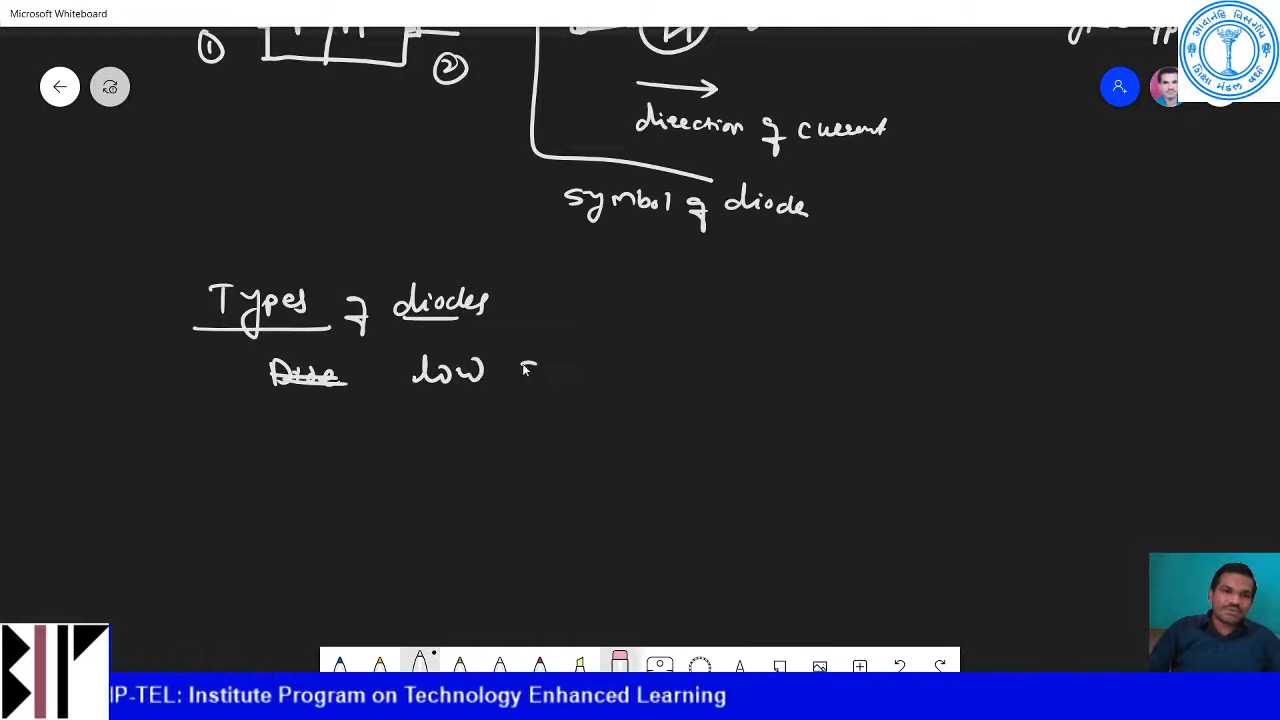 Microsoft Whiteboard
①
②
direction of current
symbol of diode
Types of diodes
low
IP-TEL: Institute Program on Technology Enhanced Learning